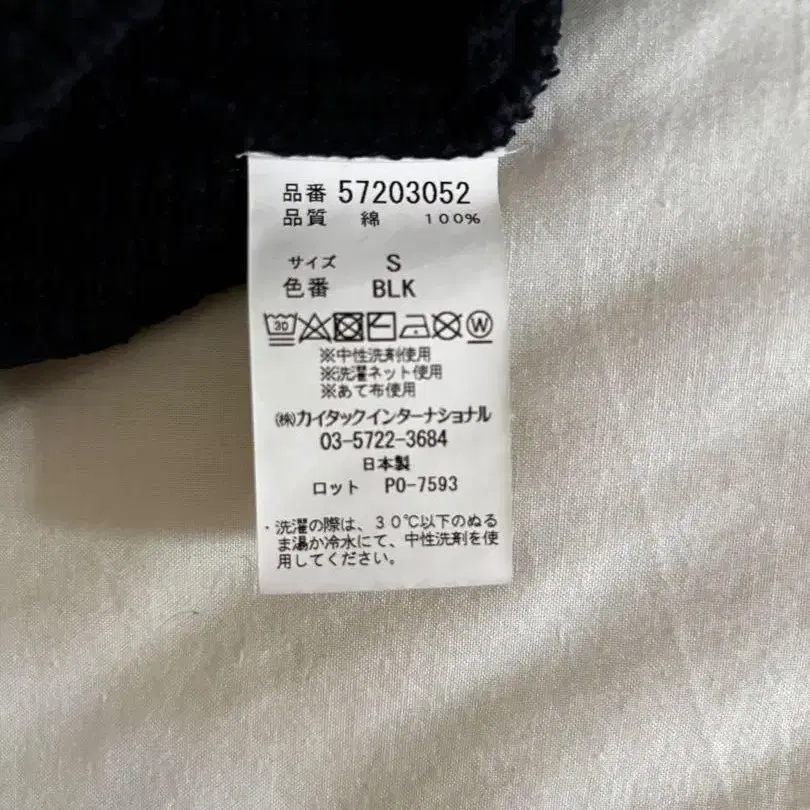 品番 57203052
品質 綿 100%
サイズ S
色番 BLK
30 W
※中性洗剤使用
※洗濯ネット使用
※あて布使用
㈱カイタックインターナショナル
03-5722-3684
日本製
ロット PO-7593
・洗濯の際は、30℃以下のぬる
ま湯か冷水にて、中性洗剤を使
用してください。